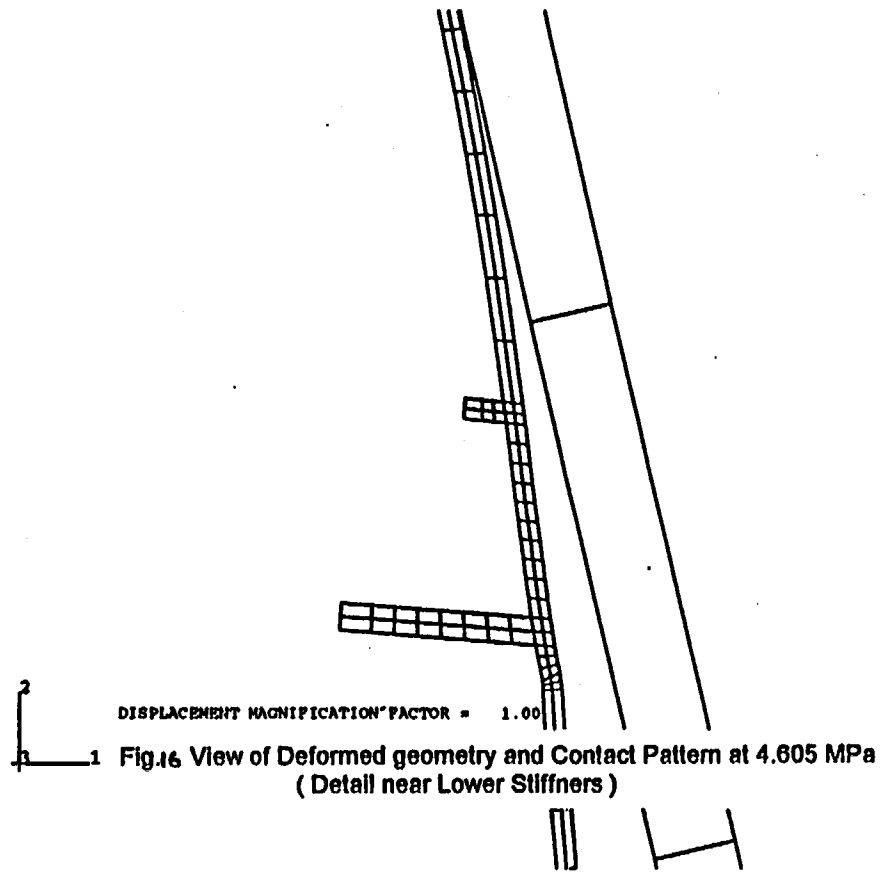 2
DISPLACEMENT MAGNIFICATION FACTOR = 1.00
3 1
Fig.16 View of Deformed geometry and Contact Pattern at 4.605 MPa
( Detail near Lower Stiffners )